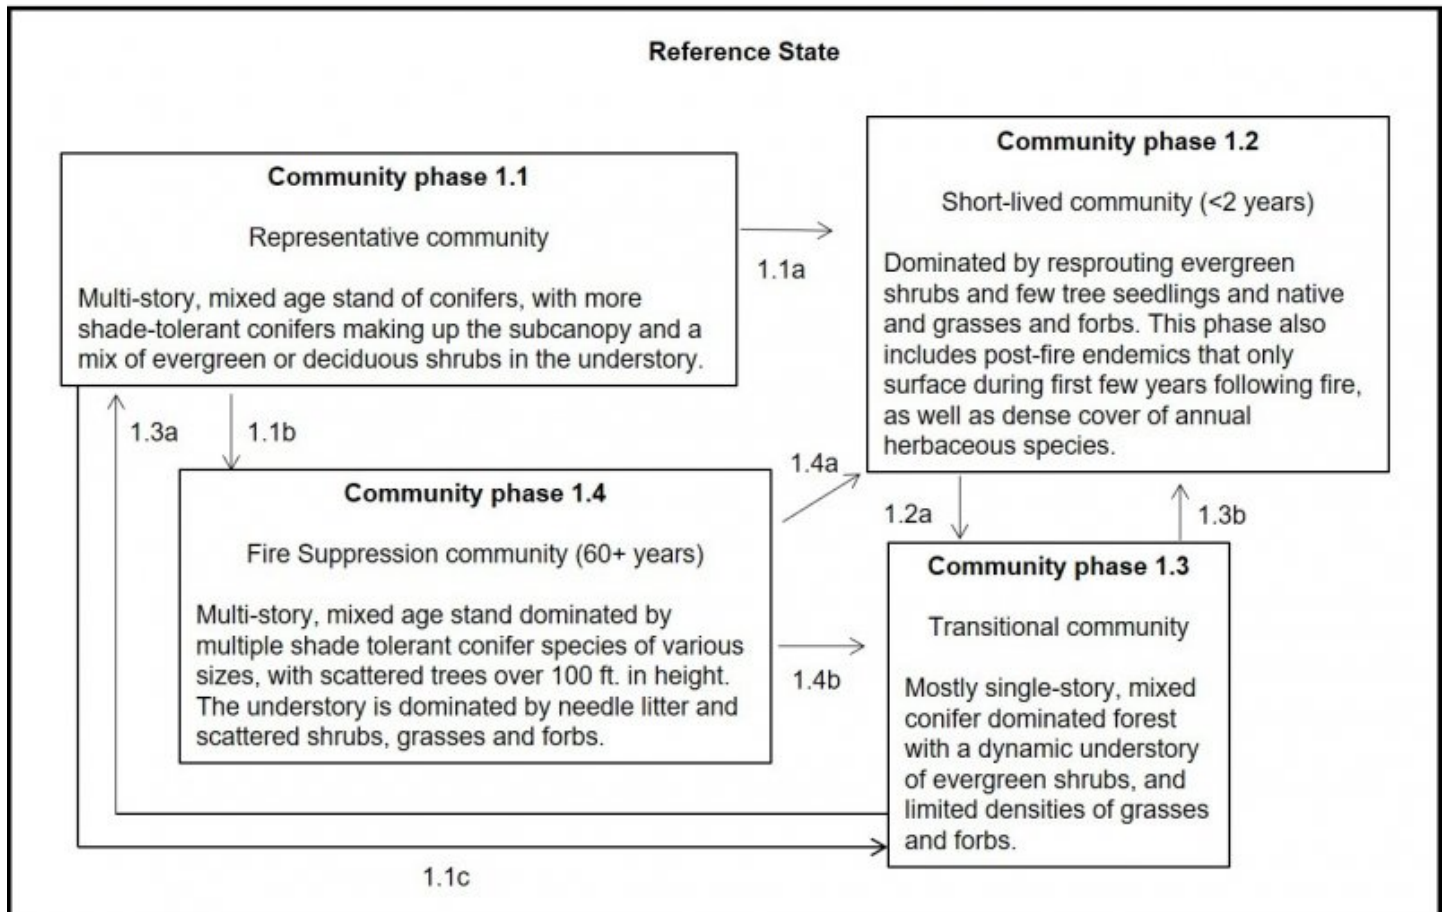 Reference State
Community phase 1.1
Representative community
Multi-story, mixed age stand of conifers, with more
shade-tolerant conifers making up the subcanopy and a
mix of evergreen or deciduous shrubs in the understory.
1.1a
Community phase 1.2
Short-lived community (<2 years)
Dominated by resprouting evergreen
shrubs and few tree seedlings and native
and grasses and forbs. This phase also
includes post-fire endemics that only
surface during first few years following fire,
as well as dense cover of annual
herbaceous species.
1.3a
1.1b
Community phase 1.4
Fire Suppression community (60+ years)
Multi-story, mixed age stand dominated by
multiple shade tolerant conifer species of various
sizes, with scattered trees over 100 ft. in height.
The understory is dominated by needle litter and
scattered shrubs, grasses and forbs.
1.4a
1.4b
1.2a
1.3b
Community phase 1.3
Transitional community
Mostly single-story, mixed
conifer dominated forest
with a dynamic understory
of evergreen shrubs, and
limited densities of grasses
and forbs.
1.1c